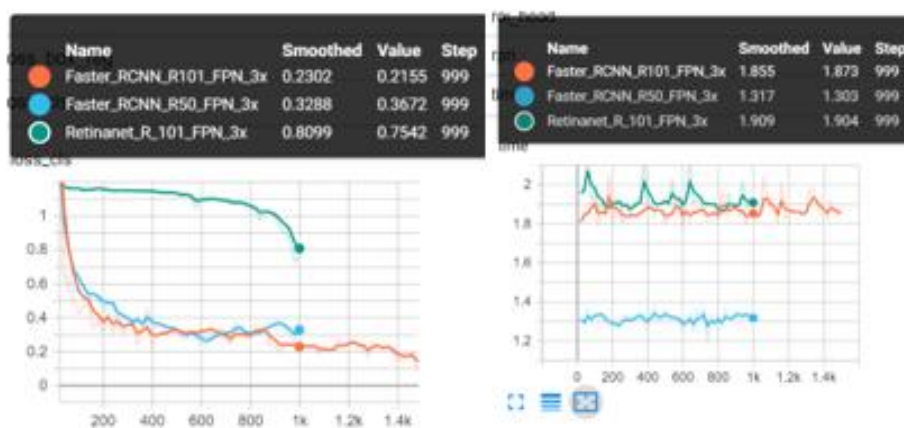 Name Smoothed Value Step
Faster_RCNN_R101_FPN_3x 0.2302 0.2155 999
Faster_RCNN_R50_FPN_3x 0.3288 0.3672 999
Retinanet_R_101_FPN_3x 0.8099 0.7542 999
loss_cls
1
0.8
0.6
0.4
0.2
0
200 400 600 800 1k 1.2k 1.4k
Name Smoothed Value Step
Faster_RCNN_R101_FPN_3x 1.855 1.873 999
Faster_RCNN_R50_FPN_3x 1.317 1.303 999
Retinanet_R_101_FPN_3x 1.909 1.904 999
time
2
1.8
1.6
1.4
1.2
0 200 400 600 800 1k 1.2k 1.4k